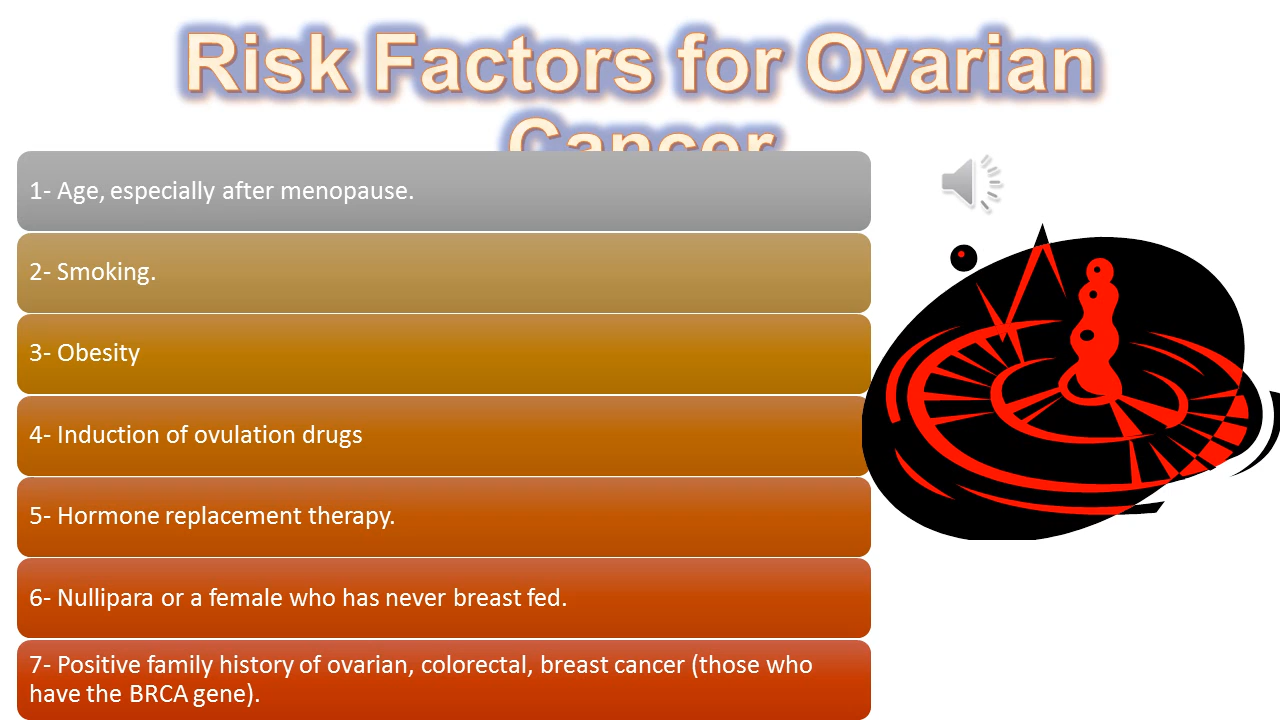 Risk Factors for Ovarian
Cancer
1- Age, especially after menopause.
2- Smoking.
3- Obesity
4- Induction of ovulation drugs
5- Hormone replacement therapy.
6- Nullipara or a female who has never breast fed.
7- Positive family history of ovarian, colorectal, breast cancer (those who
have the BRCA gene).